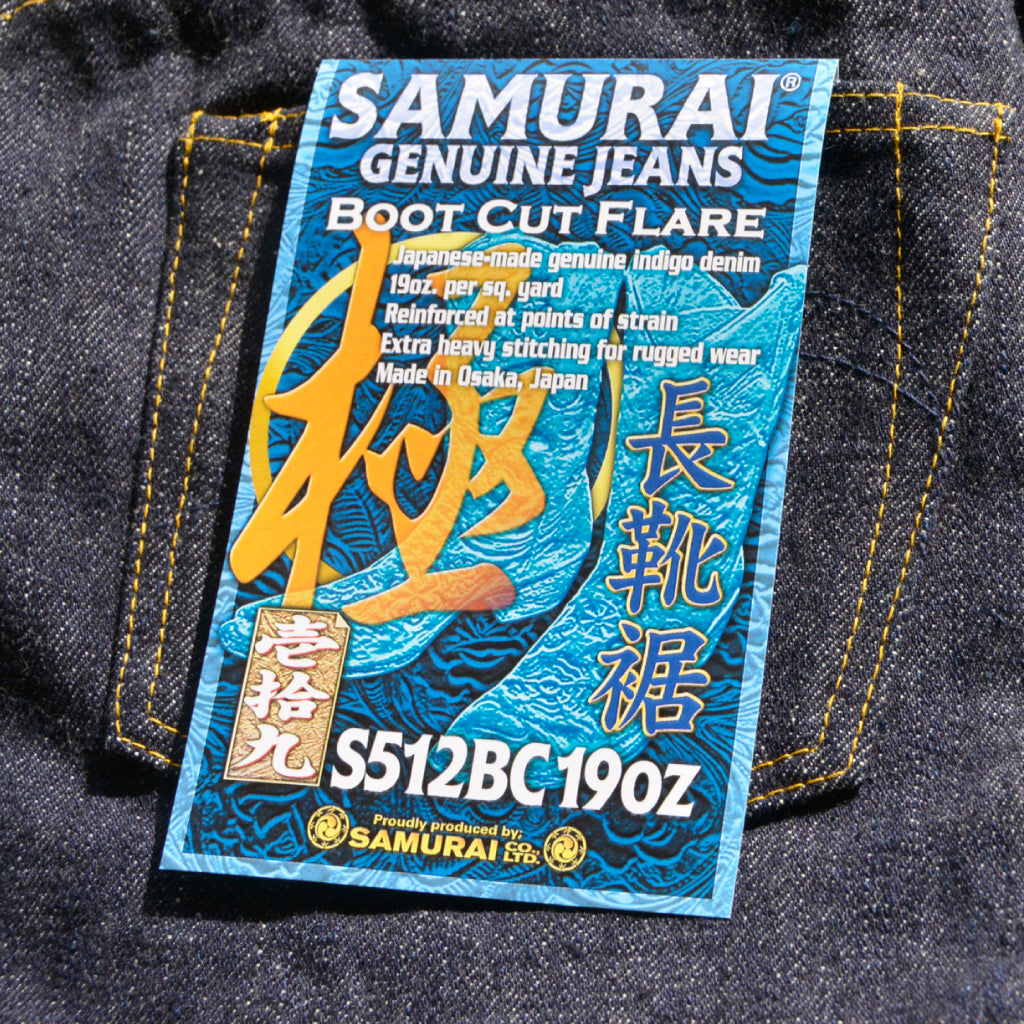 SAMURAI®
GENUINE JEANS
BOOT CUT FLARE
Japanese-made genuine indigo denim
19oz. per sq. yard
Reinforced at points of strain
Extra heavy stitching for rugged wear
Made in Osaka, Japan
極
長靴裾
壱拾九
S512BC19oz
Proudly produced by;
SAMURAI CO., LTD.